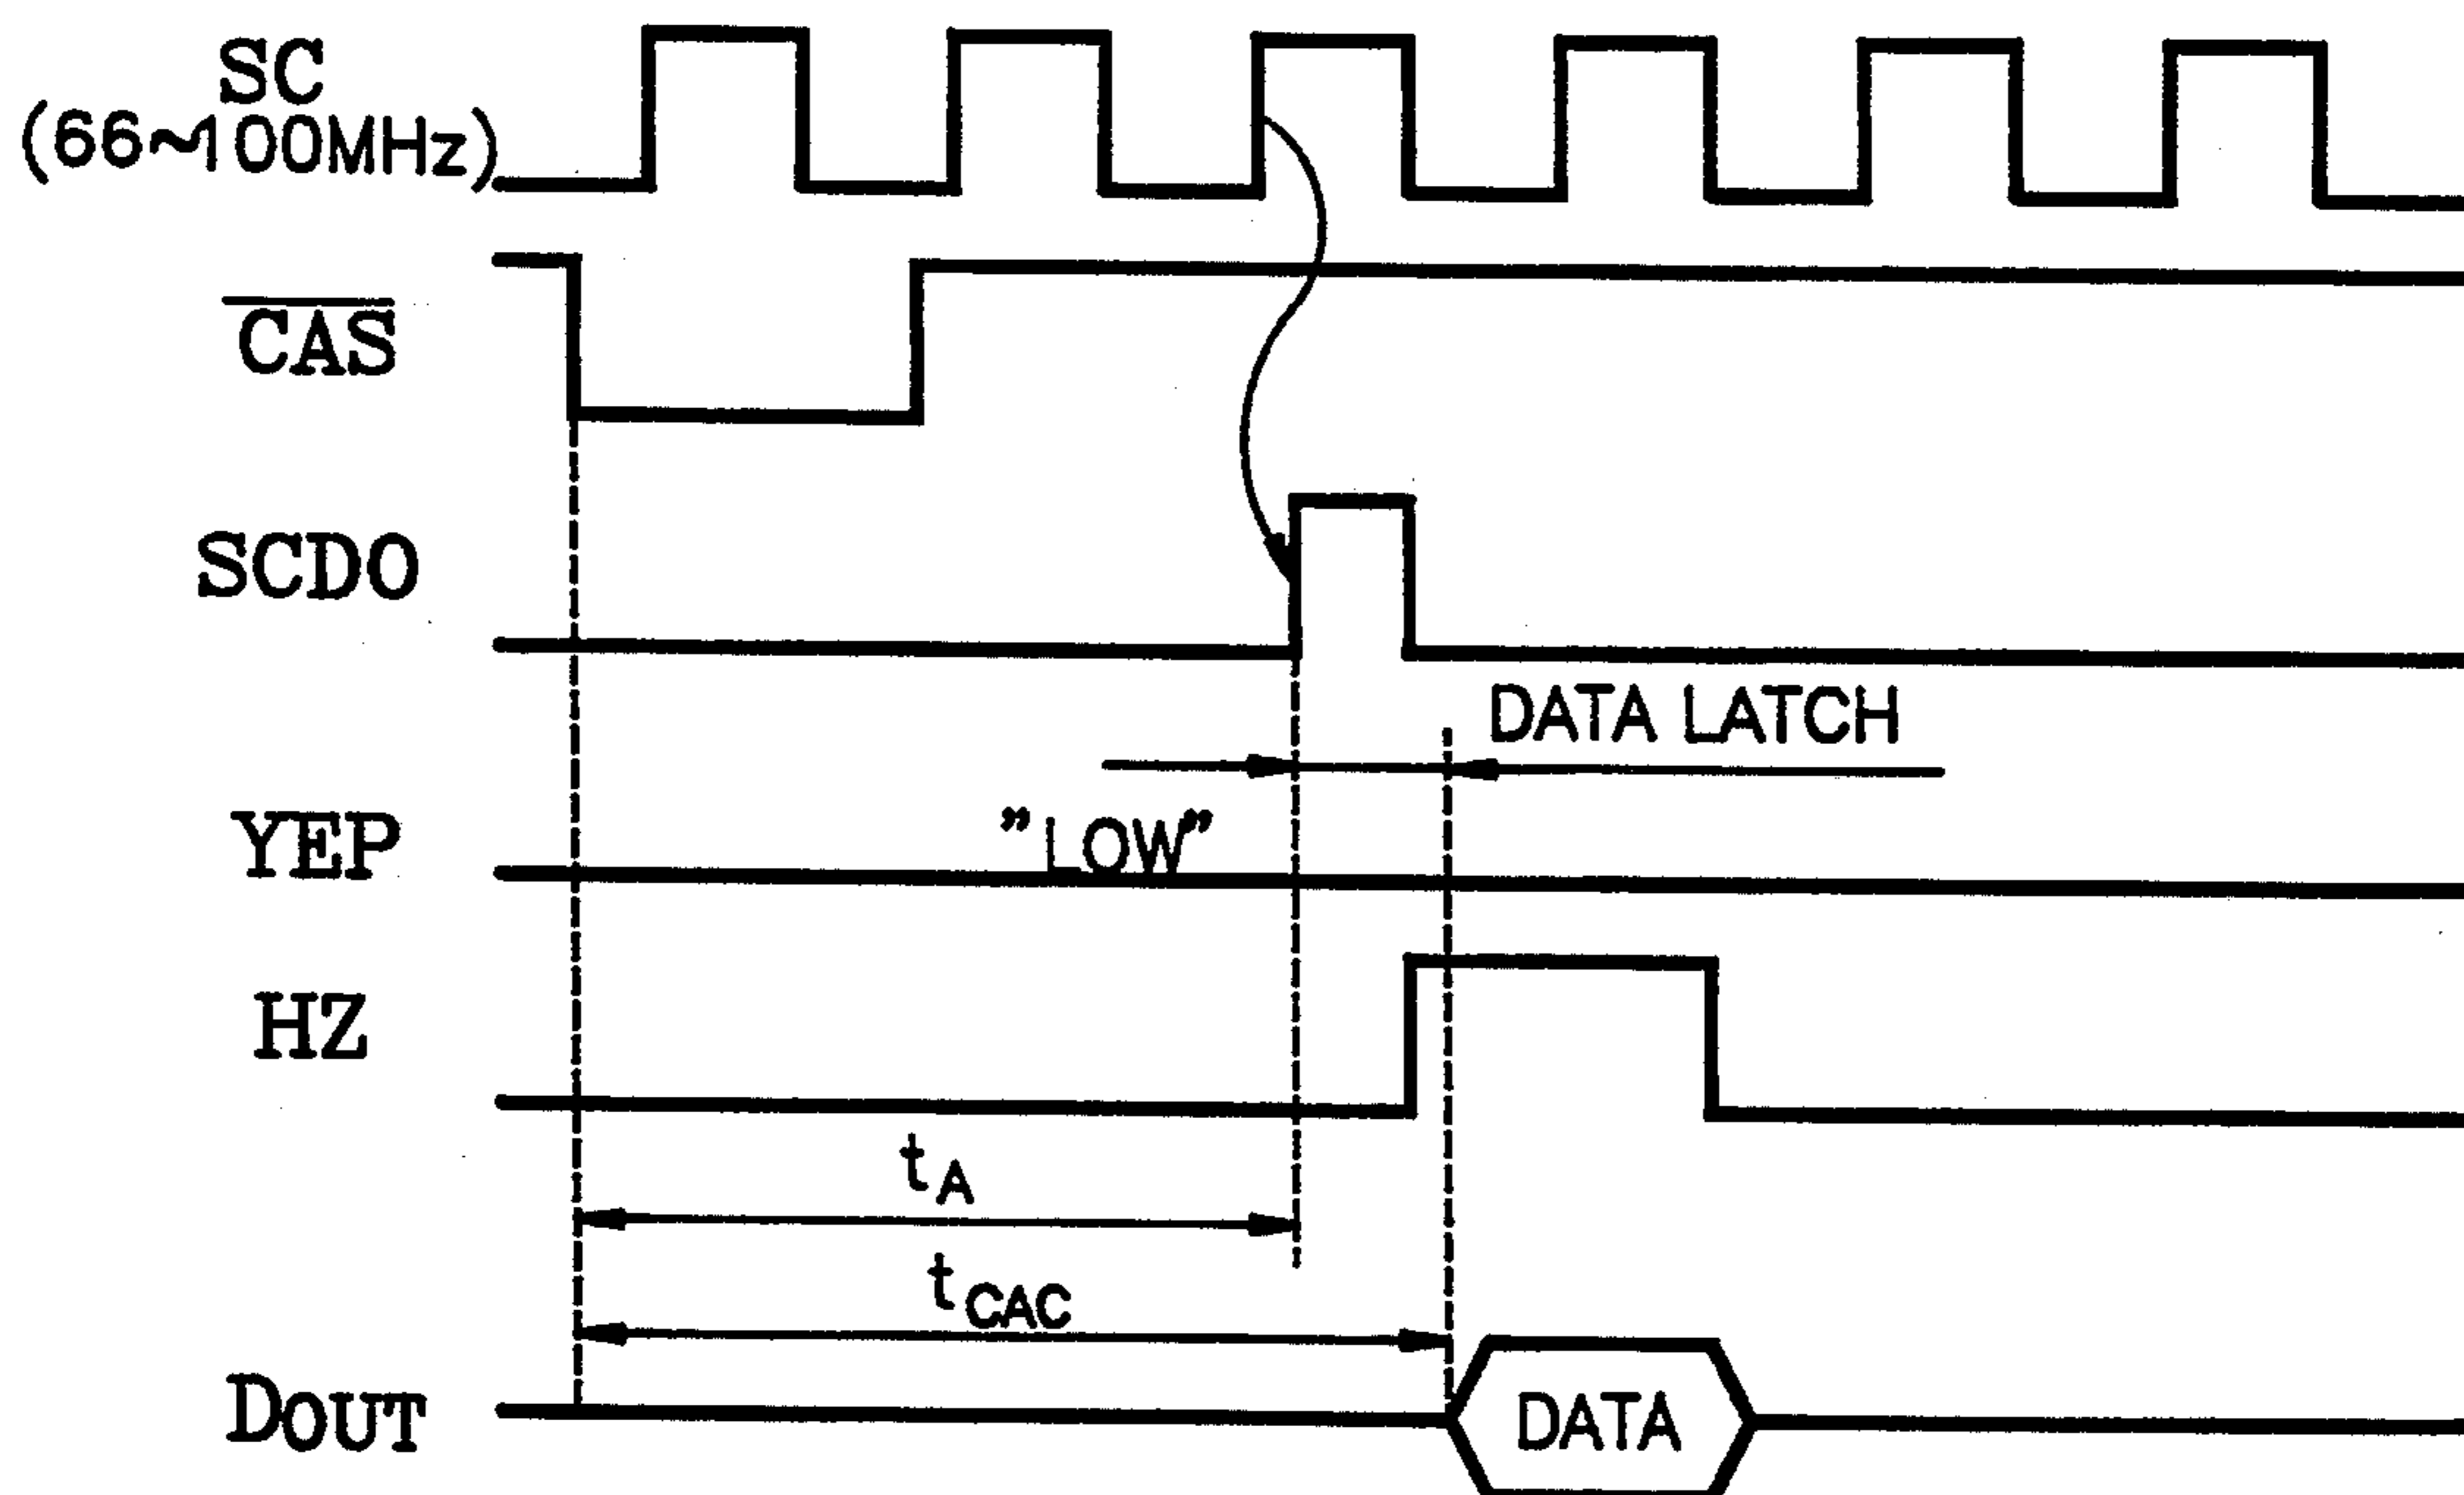 SC
(66~100MHz)
CAS
SCDO
DATA LATCH
YEP
"LOW"
HZ
tA
tCAC
DOUT
DATA